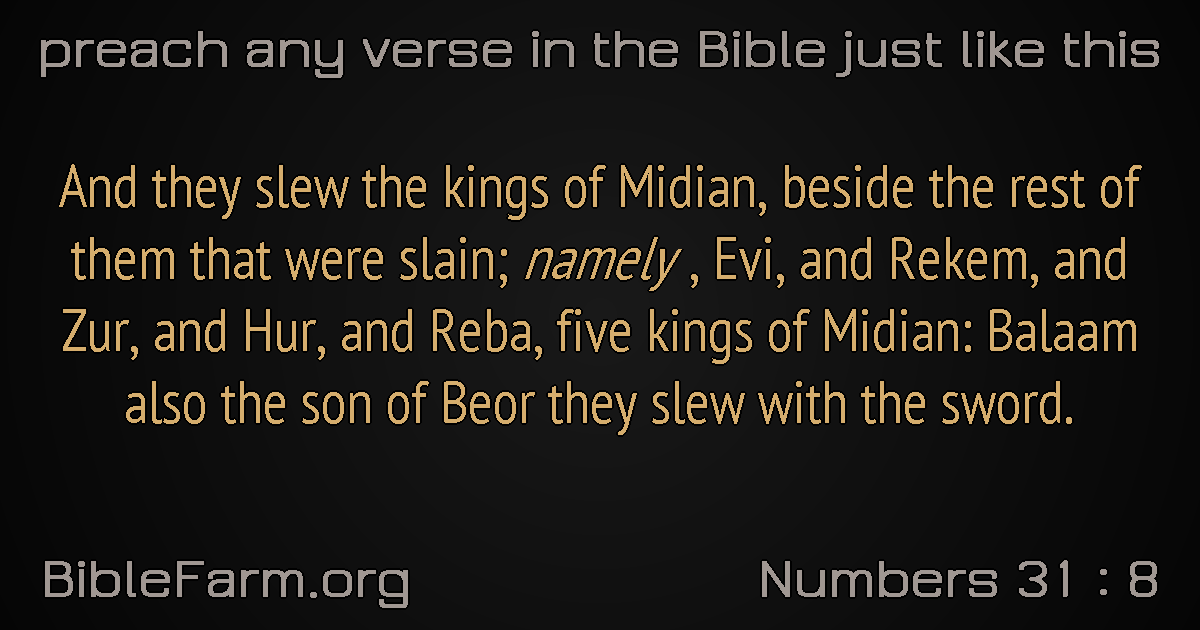 preach any verse in the Bible just like this
And they slew the kings of Midian, beside the rest of
them that were slain; namely , Evi, and Rekem, and
Zur, and Hur, and Reba, five kings of Midian: Balaam
also the son of Beor they slew with the sword.
BibleFarm.org
Numbers 31 : 8